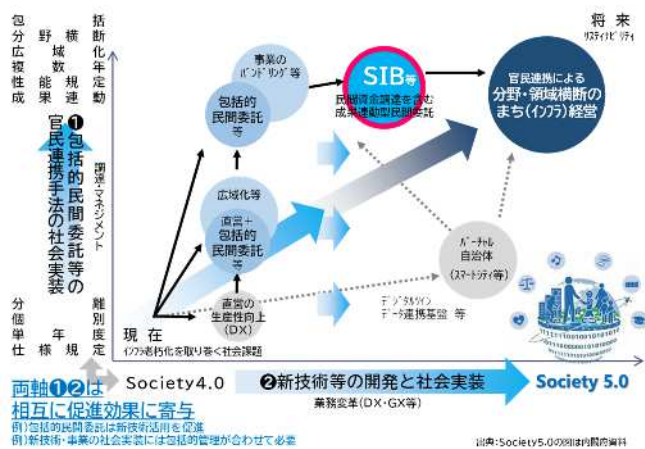 包括
分野横断
広域化
複数年
性能規定
成果連動
❶包括的民間委託等の
官民連携手法の社会実装
調達・マネジメント
分離
個別
単年度
仕様規定
事業の
バンドリング等
包括的
民間委託
等
広域化等
直営+
包括的
民間委託
等
直営の
生産性向上
(DX)
SIB等
民間資金調達を含む
成果連動型民間委託
将来
官民連携による
分野・領域横断の
まち(インフラ)経営
バーチャル
自治体
(スマートシティ等)
デジタルツイン
データ連携基盤 等
現在
インフラ老朽化を取り巻く社会課題
Society4.0
❷新技術等の開発と社会実装
Society 5.0
業務変革(DX・GX等)
両軸❶❷は
相互に促進効果に寄与
例)包括的民間委託は新技術活用を促進
例)新技術・事業の社会実装には包括的管理が合わせて必要
出典:Society5.0の図は内閣府資料